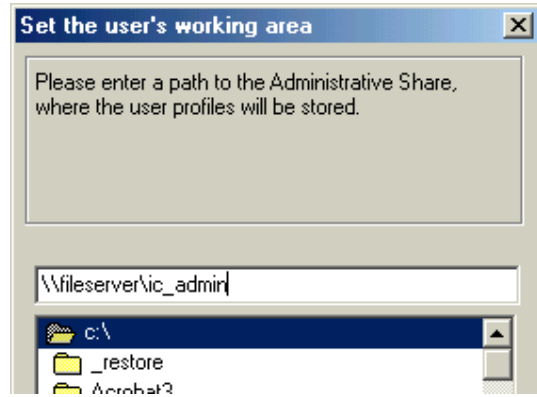 Set the user's working area
Please enter a path to the Administrative Share,
where the user profiles will be stored.
\\fileserver\ic_admin
c:\
_restore
Acrobat3